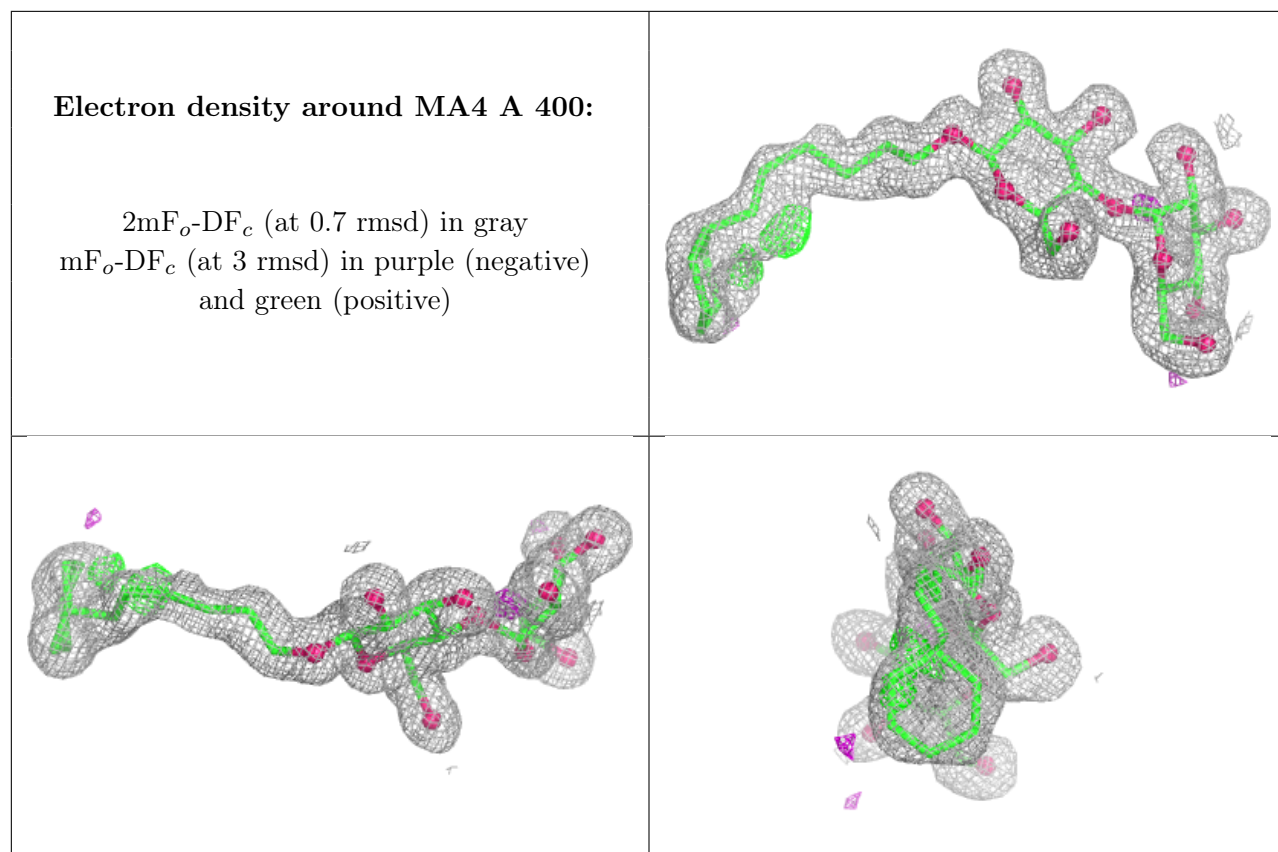 Electron density around MA4 A 400:
2mFo-DFc (at 0.7 rmsd) in gray
mFo-DFc (at 3 rmsd) in purple (negative)
and green (positive)